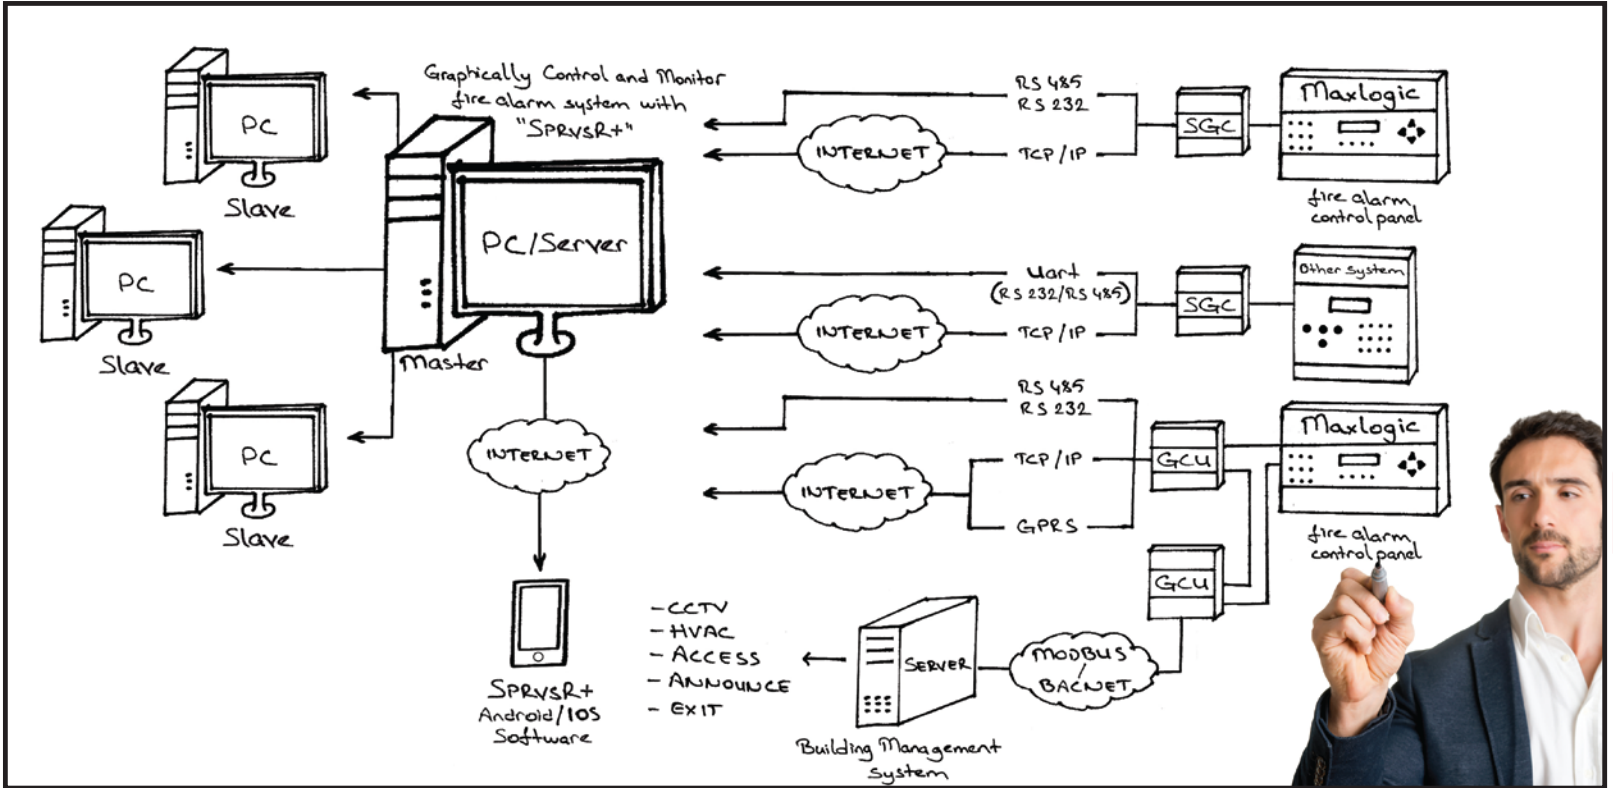 Graphically Control and Monitor
fire alarm system with
"SPRVSR+"
PC
Slave
PC
Slave
PC
Slave
PC/Server
Master
INTERNET
SPRVSR+
Android/IOS
Software
RS 485
RS 232
INTERNET
TCP/IP
SGC
Maxlogic
fire alarm
control panel
Uart
(RS 232/RS 485)
INTERNET
TCP/IP
SGC
Other System
RS 485
RS 232
TCP/IP
INTERNET
GPRS
GCU
Maxlogic
fire alarm
control panel
GCU
MODBUS
/
BACNET
SERVER
Building Management
System
- CCTV
- HVAC
- ACCESS
- ANNOUNCE
- EXIT